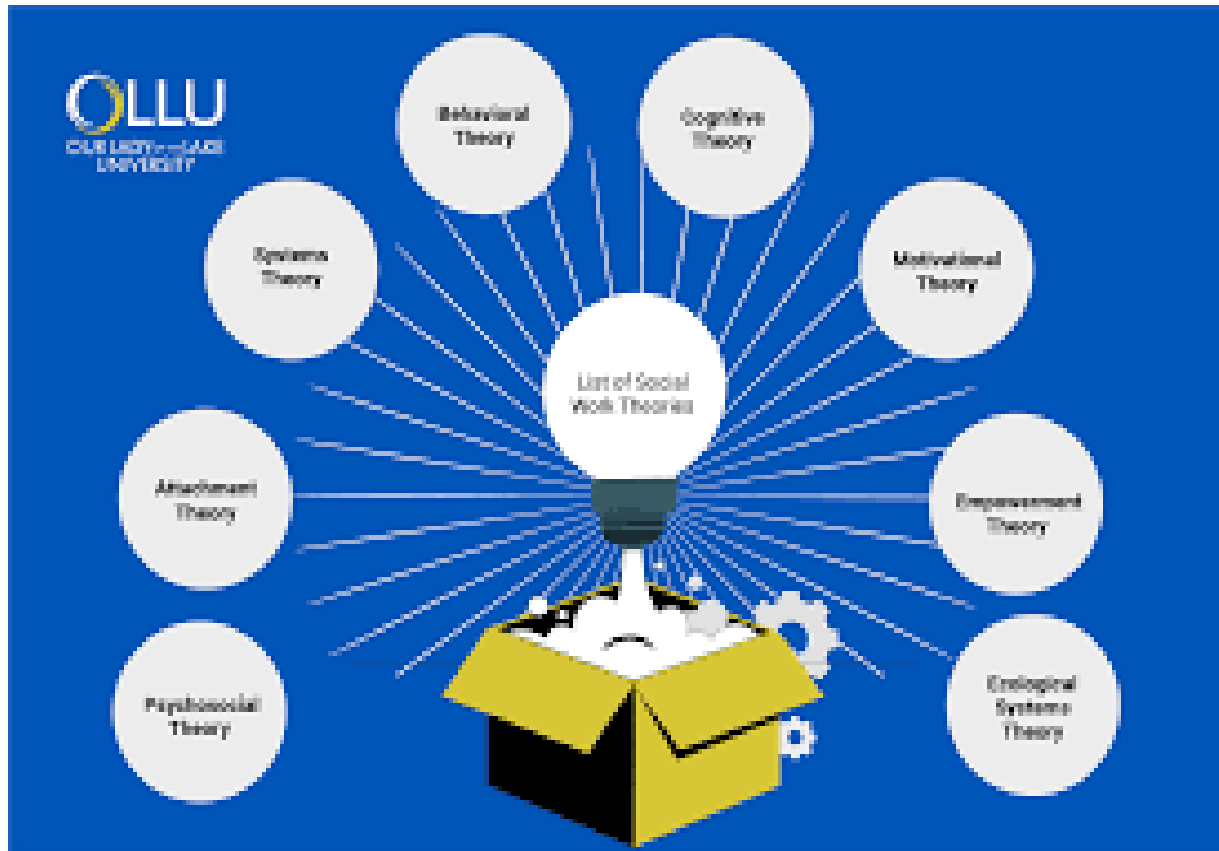 OLLU
OUR LADY OF THE LAKE
UNIVERSITY
Behavioral
Theory
Cognitive
Theory
Systems
Theory
Motivational
Theory
List of Social
Work Theories
Attachment
Theory
Empowerment
Theory
Psychosocial
Theory
Ecological
Systems
Theory